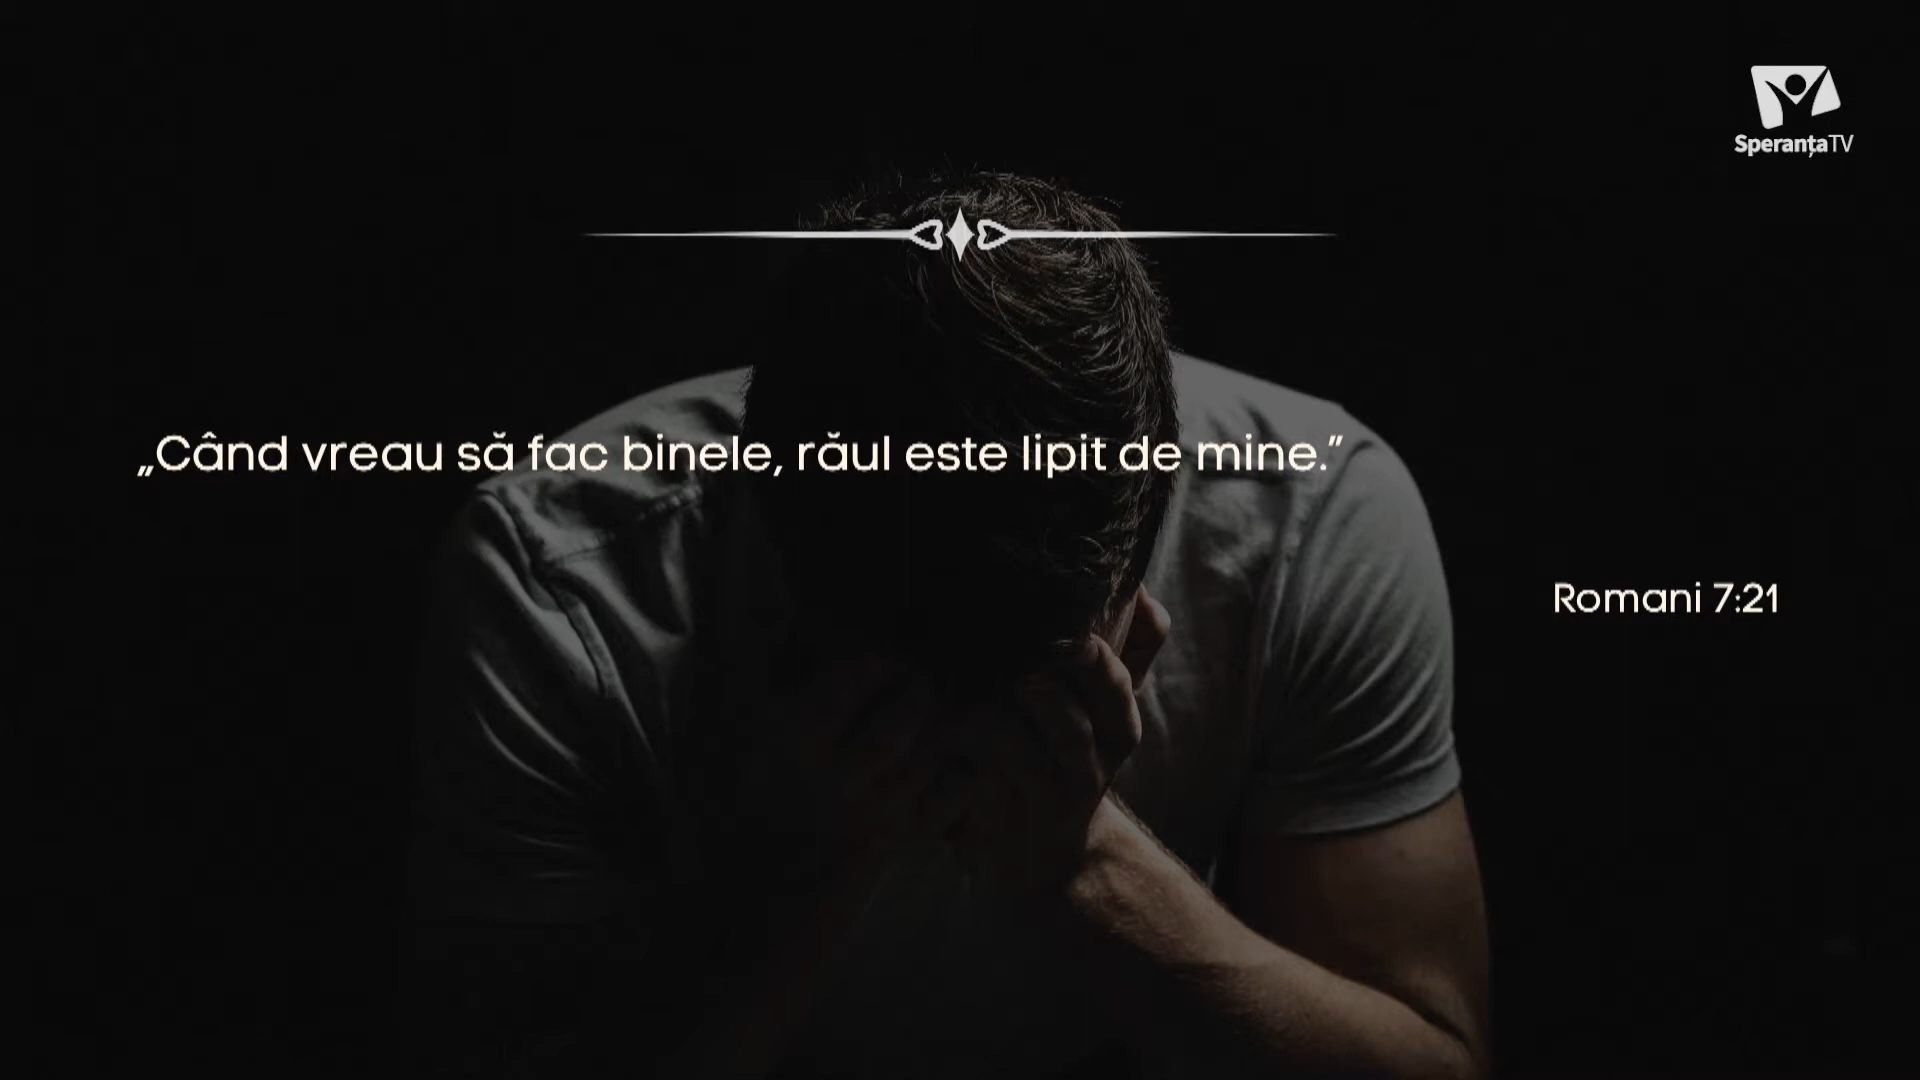 SperanțaTV
„Când vreau să fac binele, răul este lipit de mine.”
Romani 7:21